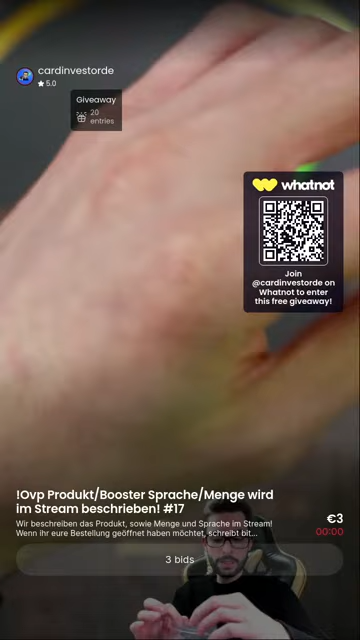 cardinvestorde
★ 5.0
Giveaway
20
entries
whatnot
Join
@cardinvestorde on
Whatnot to enter
this free giveaway!
!Ovp Produkt/Booster Sprache/Menge wird
im Stream beschrieben! #17
Wir beschreiben das Produkt, sowie Menge und Sprache im Stream!
Wenn ihr eure Bestellung geöffnet haben möchtet, schreibt bit...
€3
00:00
3 bids